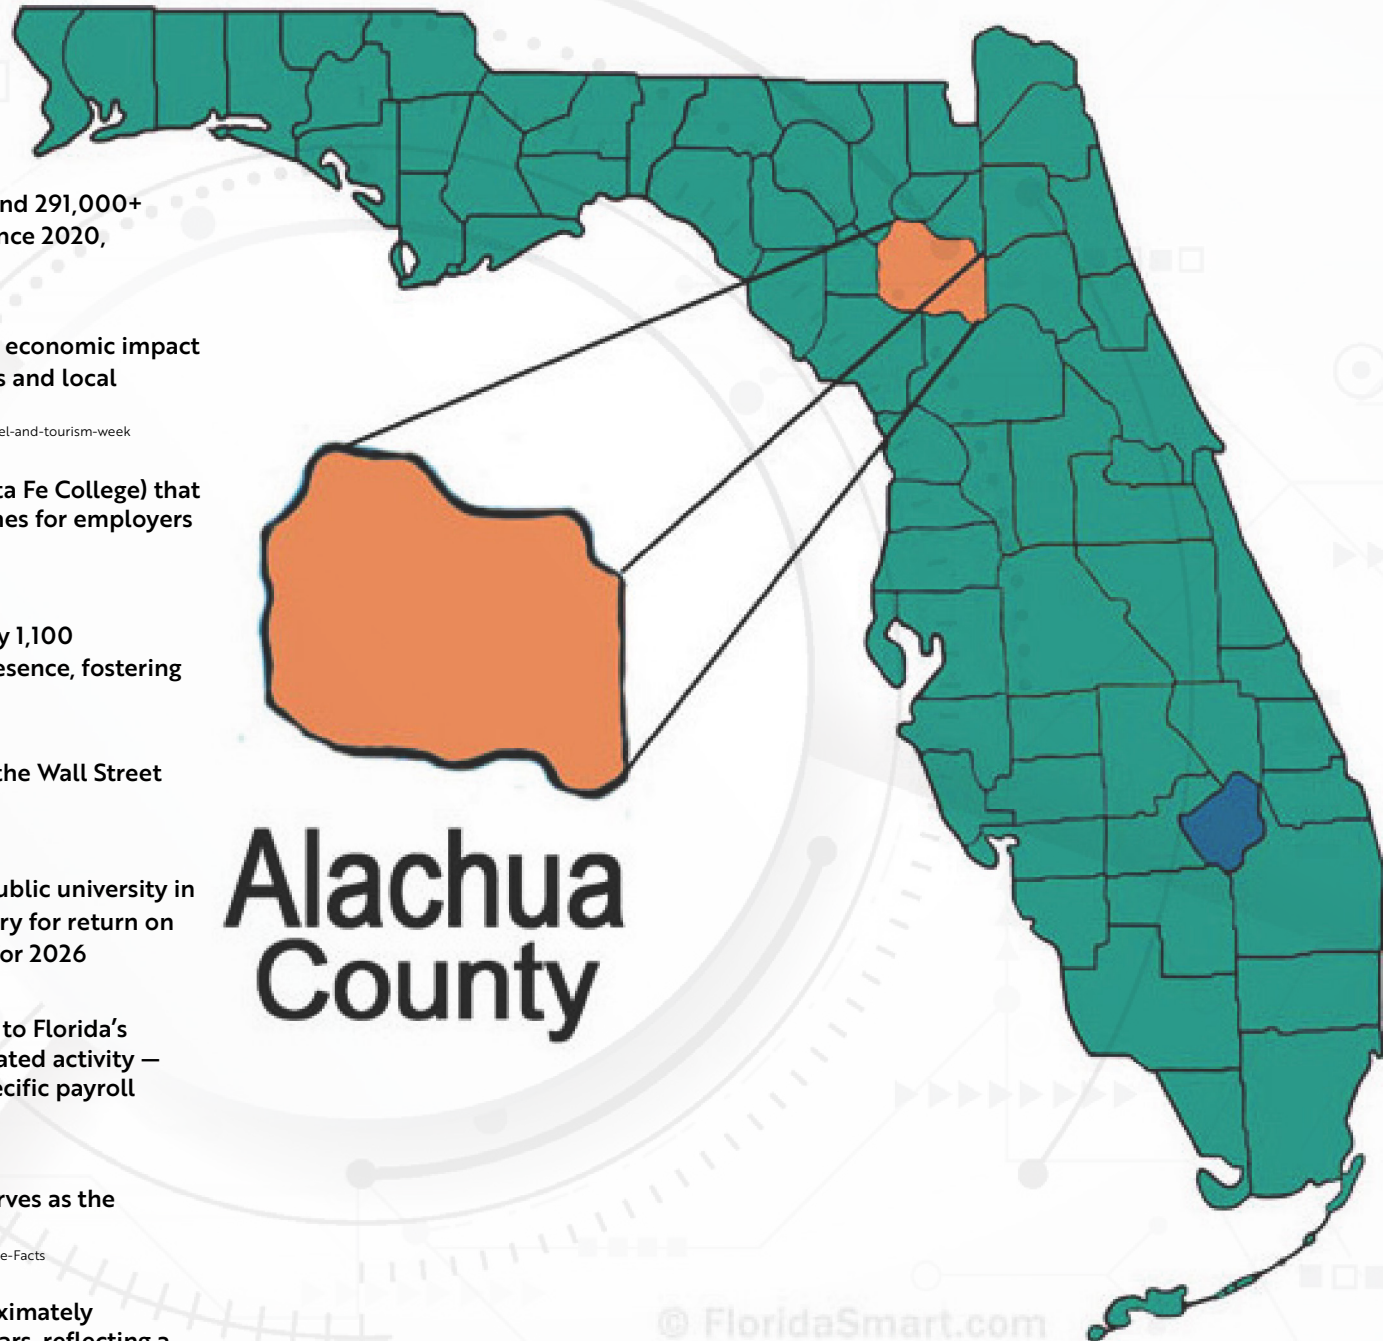 nd 291,000+
nce 2020,
economic impact
s and local
el-and-tourism-week
ta Fe College) that
nes for employers
y 1,100
esence, fostering
the Wall Street
ublic university in
ry for return on
or 2026
to Florida's
ated activity —
ecific payroll
rves as the
e-Facts
ximately
ars, reflecting a
Alachua
County
© FloridaSmart.com